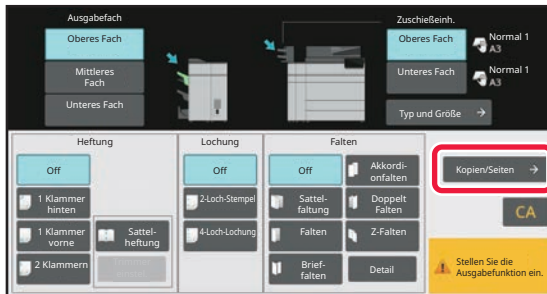 Ausgabefach
Oberes Fach
Mittleres
Fach
Unteres Fach
Zuschießeinh.
Oberes Fach
Normal 1
A3
Unteres Fach
Normal 1
A3
Typ und Größe
Heftung
Off
1 Klammer
hinten
1 Klammer
vorne
2 Klammern
Sattel-
heftung
Lochung
Off
2-Loch-Stempel
4-Loch-Lochung
Falten
Off
Sattel-
faltung
Falten
Brief-
falten
Akkordi-
onfalten
Doppelt
Falten
Z-Falten
Detail
Kopien/Seiten
CA
Stellen Sie die
Ausgabefunktion ein.